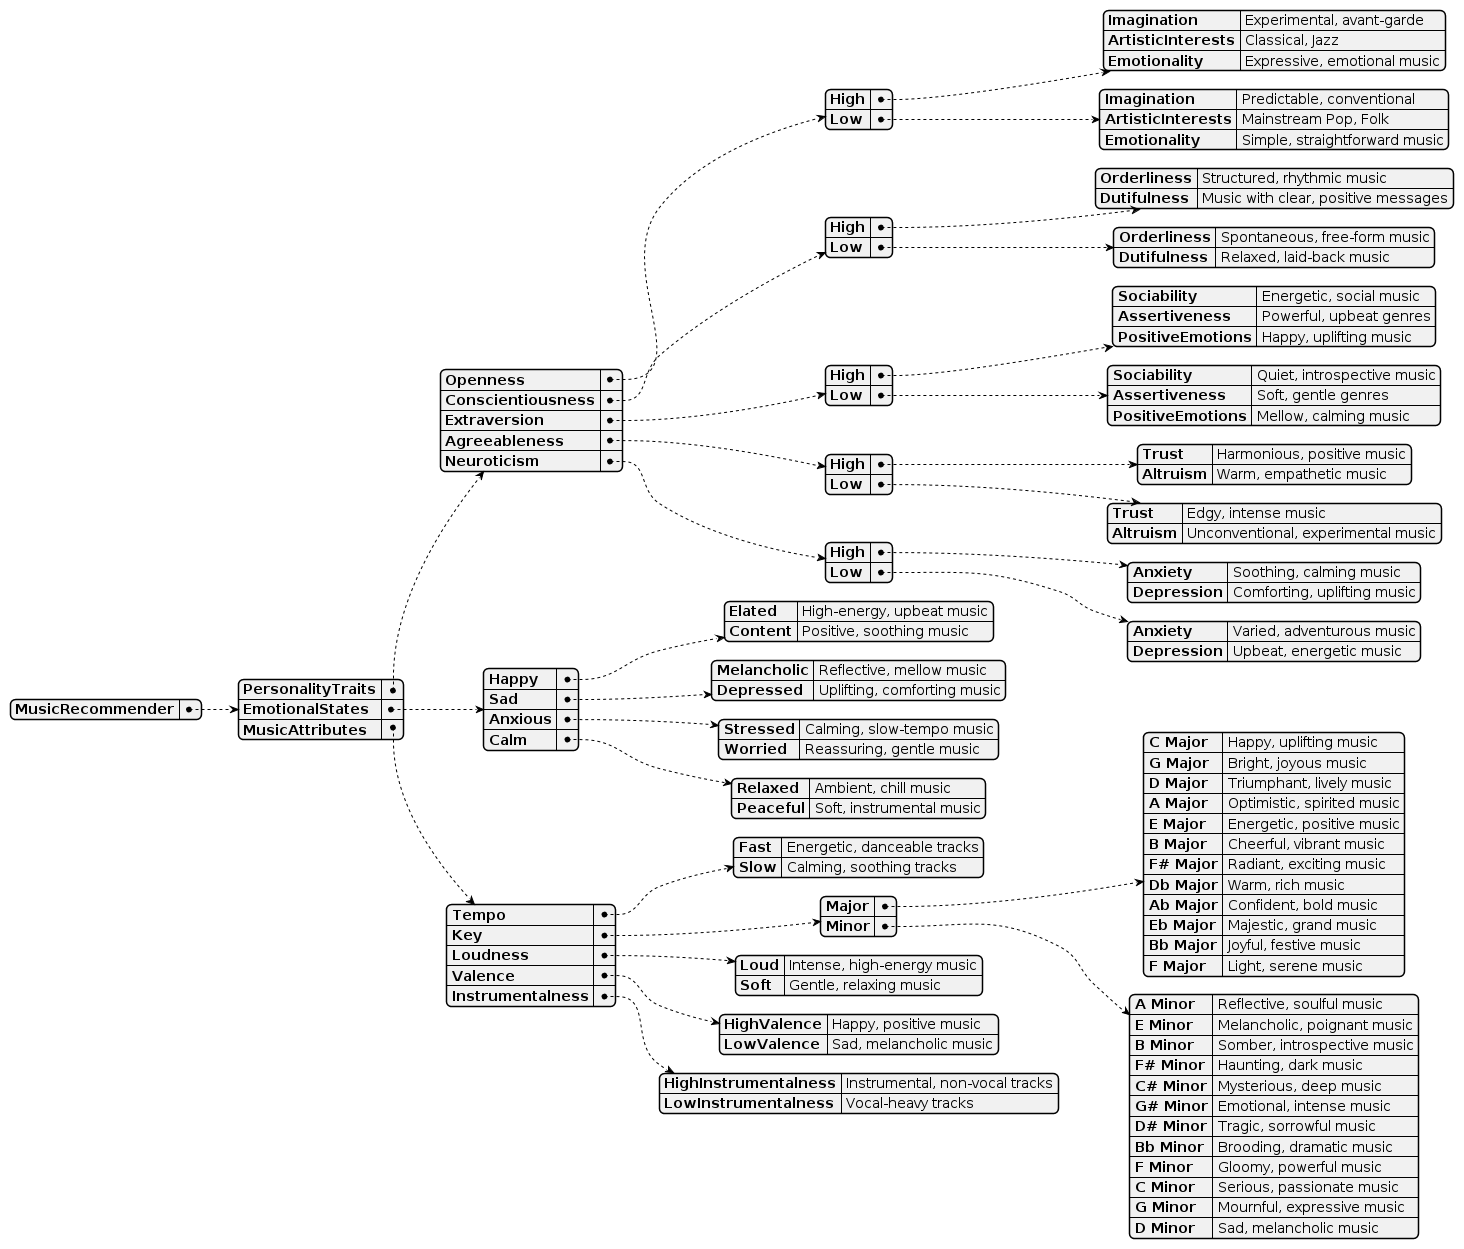 MusicRecommender
PersonalityTraits
EmotionalStates
MusicAttributes
Openness
Conscientiousness
Extraversion
Agreeableness
Neuroticism
High
Low
Imagination Experimental, avant-garde
ArtisticInterests Classical, Jazz
Emotionality Expressive, emotional music
Imagination Predictable, conventional
ArtisticInterests Mainstream Pop, Folk
Emotionality Simple, straightforward music
High
Low
Orderliness Structured, rhythmic music
Dutifulness Music with clear, positive messages
Orderliness Spontaneous, free-form music
Dutifulness Relaxed, laid-back music
High
Low
Sociability Energetic, social music
Assertiveness Powerful, upbeat genres
PositiveEmotions Happy, uplifting music
Sociability Quiet, introspective music
Assertiveness Soft, gentle genres
PositiveEmotions Mellow, calming music
High
Low
Trust Harmonious, positive music
Altruism Warm, empathetic music
Trust Edgy, intense music
Altruism Unconventional, experimental music
High
Low
Anxiety Soothing, calming music
Depression Comforting, uplifting music
Anxiety Varied, adventurous music
Depression Upbeat, energetic music
Happy
Sad
Anxious
Calm
Elated High-energy, upbeat music
Content Positive, soothing music
Melancholic Reflective, mellow music
Depressed Uplifting, comforting music
Stressed Calming, slow-tempo music
Worried Reassuring, gentle music
Relaxed Ambient, chill music
Peaceful Soft, instrumental music
Tempo
Key
Loudness
Valence
Instrumentalness
Fast Energetic, danceable tracks
Slow Calming, soothing tracks
Major
Minor
C Major Happy, uplifting music
G Major Bright, joyous music
D Major Triumphant, lively music
A Major Optimistic, spirited music
E Major Energetic, positive music
B Major Cheerful, vibrant music
F# Major Radiant, exciting music
Db Major Warm, rich music
Ab Major Confident, bold music
Eb Major Majestic, grand music
Bb Major Joyful, festive music
F Major Light, serene music
A Minor Reflective, soulful music
E Minor Melancholic, poignant music
B Minor Somber, introspective music
F# Minor Haunting, dark music
C# Minor Mysterious, deep music
G# Minor Emotional, intense music
D# Minor Tragic, sorrowful music
Bb Minor Brooding, dramatic music
F Minor Gloomy, powerful music
C Minor Serious, passionate music
G Minor Mournful, expressive music
D Minor Sad, melancholic music
Loud Intense, high-energy music
Soft Gentle, relaxing music
HighValence Happy, positive music
LowValence Sad, melancholic music
HighInstrumentalness Instrumental, non-vocal tracks
LowInstrumentalness Vocal-heavy tracks